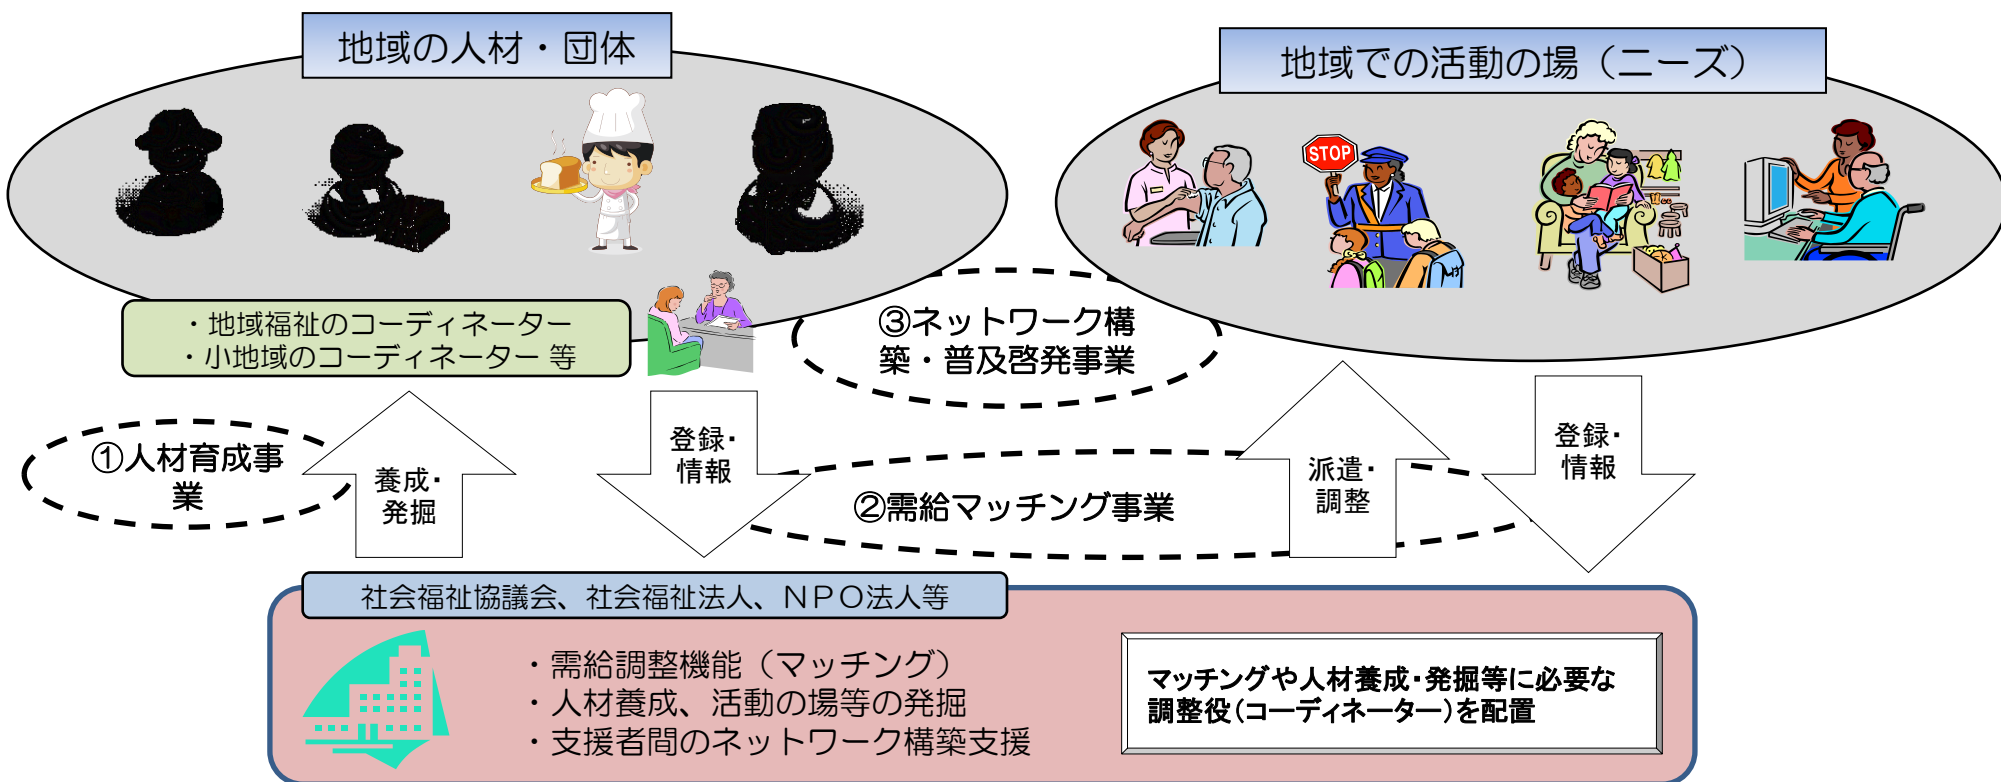 地域の人材・団体
地域での活動の場（ニーズ）
STOP
・地域福祉のコーディネーター
・小地域のコーディネーター 等
③ネットワーク構
築・普及啓発事業
①人材育成事
業
養成・
発掘
登録・
情報
②需給マッチング事業
派遣・
調整
登録・
情報
社会福祉協議会、社会福祉法人、ＮＰＯ法人等
・需給調整機能（マッチング）
・人材養成、活動の場等の発掘
・支援者間のネットワーク構築支援
マッチングや人材養成・発掘等に必要な
調整役（コーディネーター）を配置